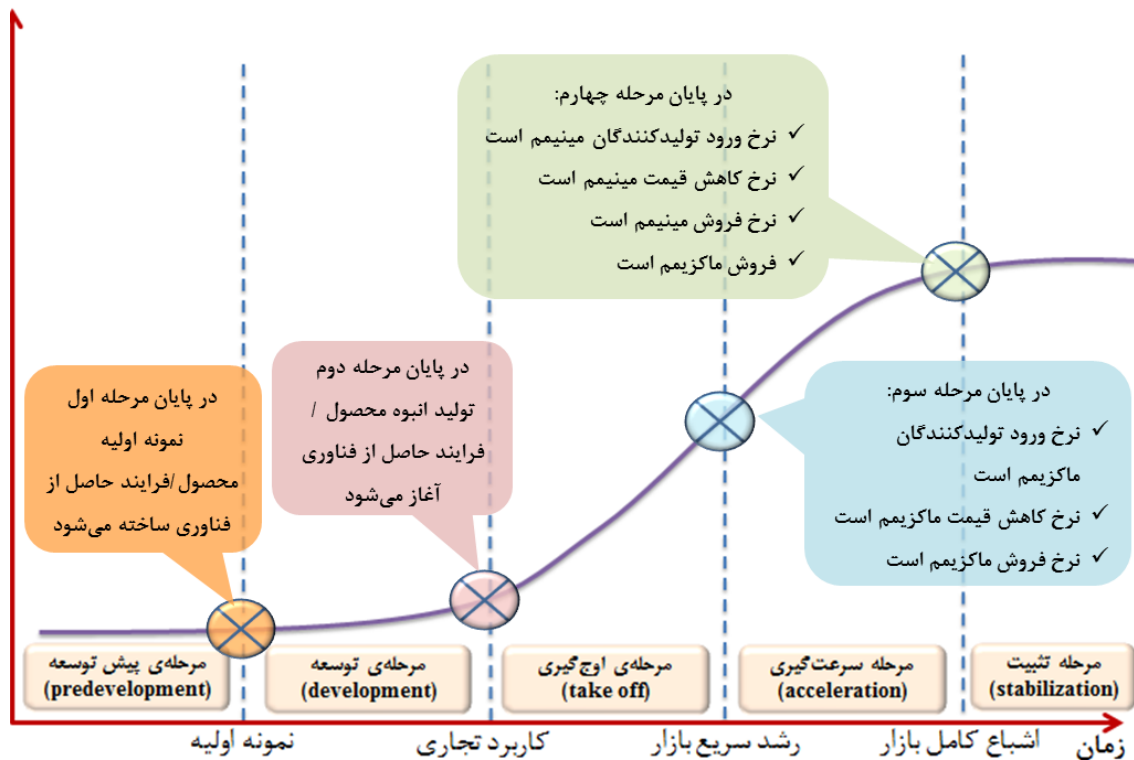 در پایان مرحله چهارم:
✓ نرخ ورود تولیدکنندگان مینیمم است
✓ نرخ کاهش قیمت مینیمم است
✓ نرخ فروش مینیمم است
✓ فروش ماکزیمم است
در پایان مرحله سوم:
✓ نرخ ورود تولیدکنندگان
ماکزیمم است
✓ نرخ کاهش قیمت ماکزیمم است
✓ نرخ فروش ماکزیمم است
در پایان مرحله دوم
تولید انبوه محصول /
فرایند حاصل از فناوری
آغاز می‌شود
در پایان مرحله اول
نمونه اولیه
محصول/فرایند حاصل از
فناوری ساخته می‌شود
مرحله‌ی پیش توسعه
(predevelopment)
مرحله‌ی توسعه
(development)
مرحله‌ی اوج‌گیری
(take off)
مرحله سرعت‌گیری
(acceleration)
مرحله تثبیت
(stabilization)
نمونه اولیه
کاربرد تجاری
رشد سریع بازار
اشباع کامل بازار
زمان